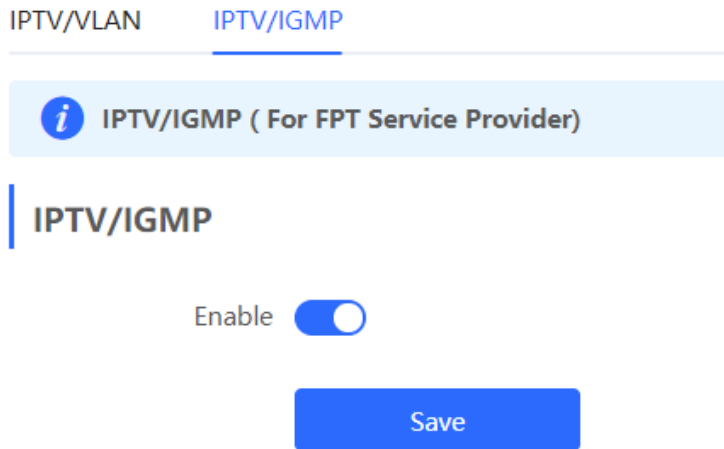 IPTV/VLAN IPTV/IGMP
i IPTV/IGMP ( For FPT Service Provider)
IPTV/IGMP
Enable
Save